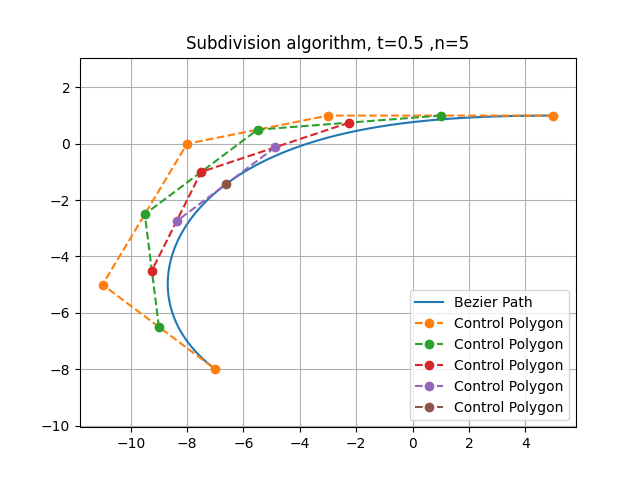 Subdivision algorithm, t=0.5 ,n=5
2
0
−2
−4
−6
−8
−10
Bezier Path
Control Polygon
Control Polygon
Control Polygon
Control Polygon
Control Polygon
−10 −8 −6 −4 −2 0 2 4